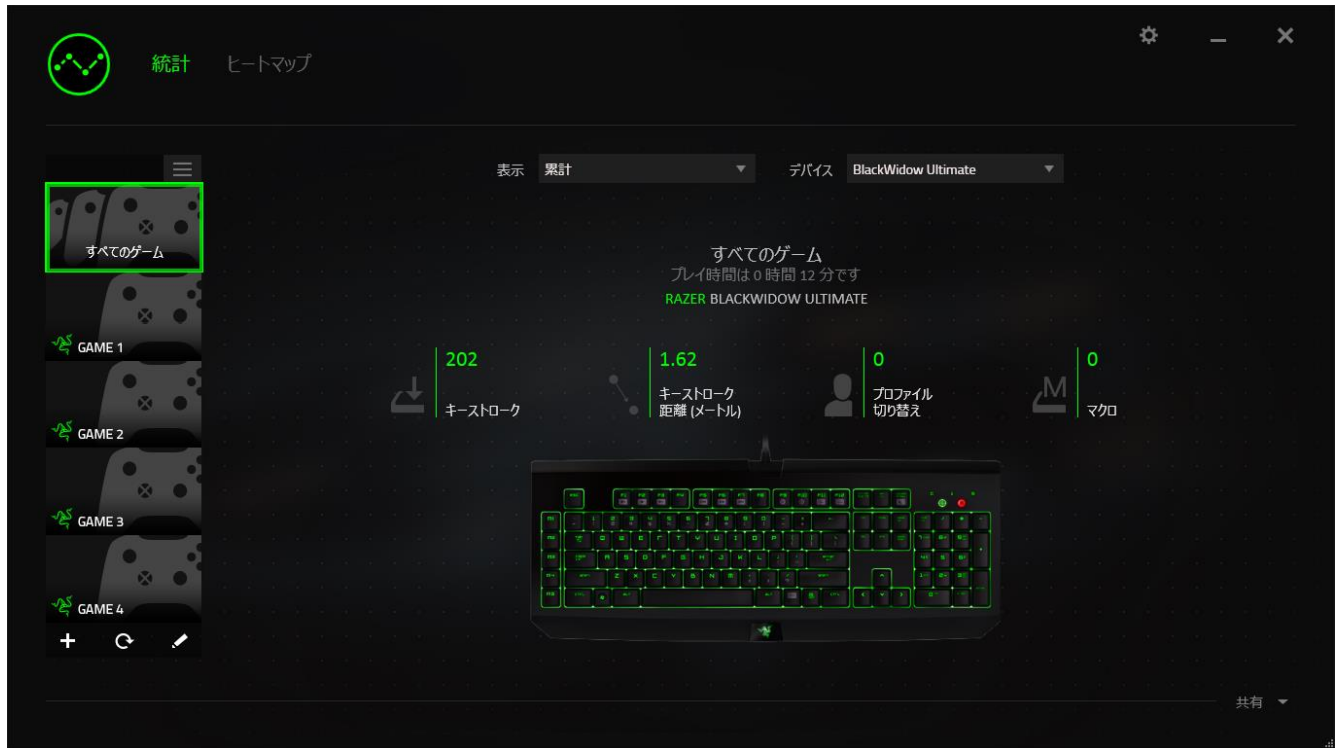 統計 ヒートマップ
表示 累計 デバイス BlackWidow Ultimate
すべてのゲーム
GAME 1
GAME 2
GAME 3
GAME 4
すべてのゲーム
プレイ時間は 0 時間 12 分です
RAZER BLACKWIDOW ULTIMATE
202
キーストローク
1.62
キーストローク
距離 (メートル)
0
プロファイル
切り替え
0
マクロ
M
共有